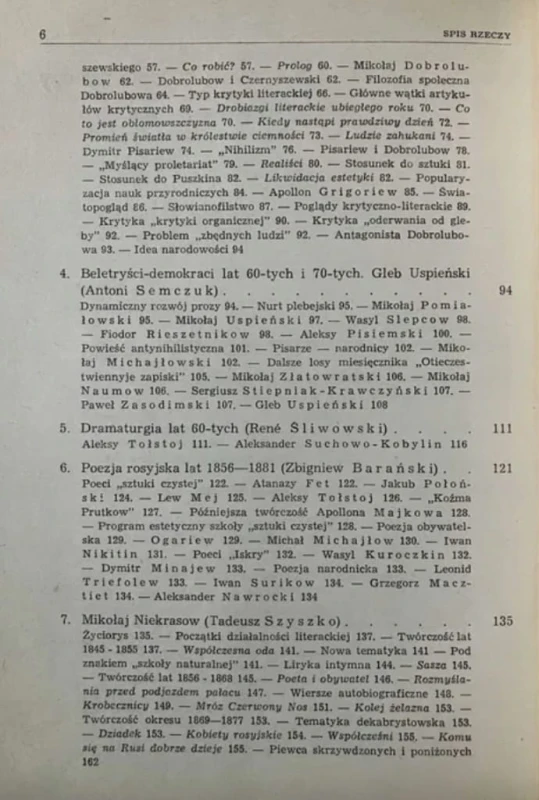 6 SPIS RZECZY
szewskiego 57. — Co robić? 57. — Prolog 60. — Mikołaj Dobrolu-
bow 62. — Dobrolubow i Czernyszewski 62. — Filozofia społeczna
Dobrolubowa 64. — Typ krytyki literackiej 66. — Główne wątki artyku-
łów krytycznych 69. — Drobiazgi literackie ubiegłego roku 70. — Co
to jest obłomowszczyzna 70. — Kiedy nastąpi prawdziwy dzień 72. —
Promień światła w królestwie ciemności 73. — Ludzie zahukani 74. —
Dymitr Pisariew 74. — „Nihilizm" 76. — Pisariew i Dobrolubow 78.
— „Myślący proletariat" 79. — Realiści 80. — Stosunek do sztuki 81.
— Stosunek do Puszkina 82. — Likwidacja estetyki 82. — Populary-
zacja nauk przyrodniczych 84. — Apollon Grigoriew 85. — Świa-
topogląd 86. — Słowianofilstwo 87. — Poglądy krytyczno-literackie 89.
— Krytyka „krytyki organicznej" 90. — Krytyka „oderwania od gle-
by" 92. — Problem „zbędnych ludzi" 92. — Antagonista Dobrolubo-
wa 93. — Idea narodowości 94
4. Beletryści-demokraci lat 60-tych i 70-tych. Gleb Uspieński
(Antoni Semczuk) . . . . . . . . . . . 94
Dynamiczny rozwój prozy 94. — Nurt plebejski 95. — Mikołaj Pomia-
łowski 95. — Mikołaj Uspieński 97. — Wasyl Slepcow 98.
— Fiodor Rieszetnikow 98. — Aleksy Pisiemski 100. —
Powieść antynihilistyczna 101. — Pisarze — narodnicy 102. — Miko-
łaj Michajłowski 102. — Dalsze losy miesięcznika „Otieczes-
twiennyje zapiski" 105. — Mikołaj Złatowratski 106. — Mikołaj
Naumow 106. — Sergiusz Stiepniak-Krawczyński 107. —
Paweł Zasodimski 107. — Gleb Uspieński 108
5. Dramaturgia lat 60-tych (René Śliwowski) . . . . 111
Aleksy Tołstoj 111. — Aleksander Suchowo-Kobylin 116
6. Poezja rosyjska lat 1856—1881 (Zbigniew Barański) . . 121
Poeci „sztuki czystej" 122. — Atanazy Fet 122. — Jakub Połoń-
ski 124. — Lew Mej 125. — Aleksy Tołstoj 126. — „Koźma
Prutkow" 127. — Późniejsza twórczość Apollona Majkowa 128.
— Program estetyczny szkoły „sztuki czystej" 128. — Poezja obywatel-
ska 129. — Ogariew 129. — Michał Michajłow 130. — Iwan
Nikitin 131. — Poeci „Iskry" 132. — Wasyl Kuroczkin 132.
— Dymitr Minajew 133. — Poezja narodnicka 133. — Leonid
Triefolew 133. — Iwan Surikow 134. — Grzegorz Macz-
tiet 134. — Aleksander Nawrocki 134
7. Mikołaj Niekrasow (Tadeusz Szyszko) . . . . . . 135
Życiorys 135. — Początki działalności literackiej 137. — Twórczość lat
1845-1855 137. — Współczesna oda 141. — Nowa tematyka 141 — Pod
znakiem „szkoły naturalnej" 141. — Liryka intymna 144. — Sasza 145.
— Twórczość lat 1856-1868 145. — Poeta i obywatel 146. — Rozmyśla-
nia przed podjezdem pałacu 147. — Wiersze autobiograficzne 148. —
Krobecznicy 149. — Mróz Czerwony Nos 151. — Kolej żelazna 153. —
Twórczość okresu 1869—1877 153. — Tematyka dekabrystowska 153.
— Dziadek 153. — Kobiety rosyjskie 154. — Współcześni 155. — Komu
się na Rusi dobrze dzieje 155. — Piewca skrzywdzonych i poniżonych
162